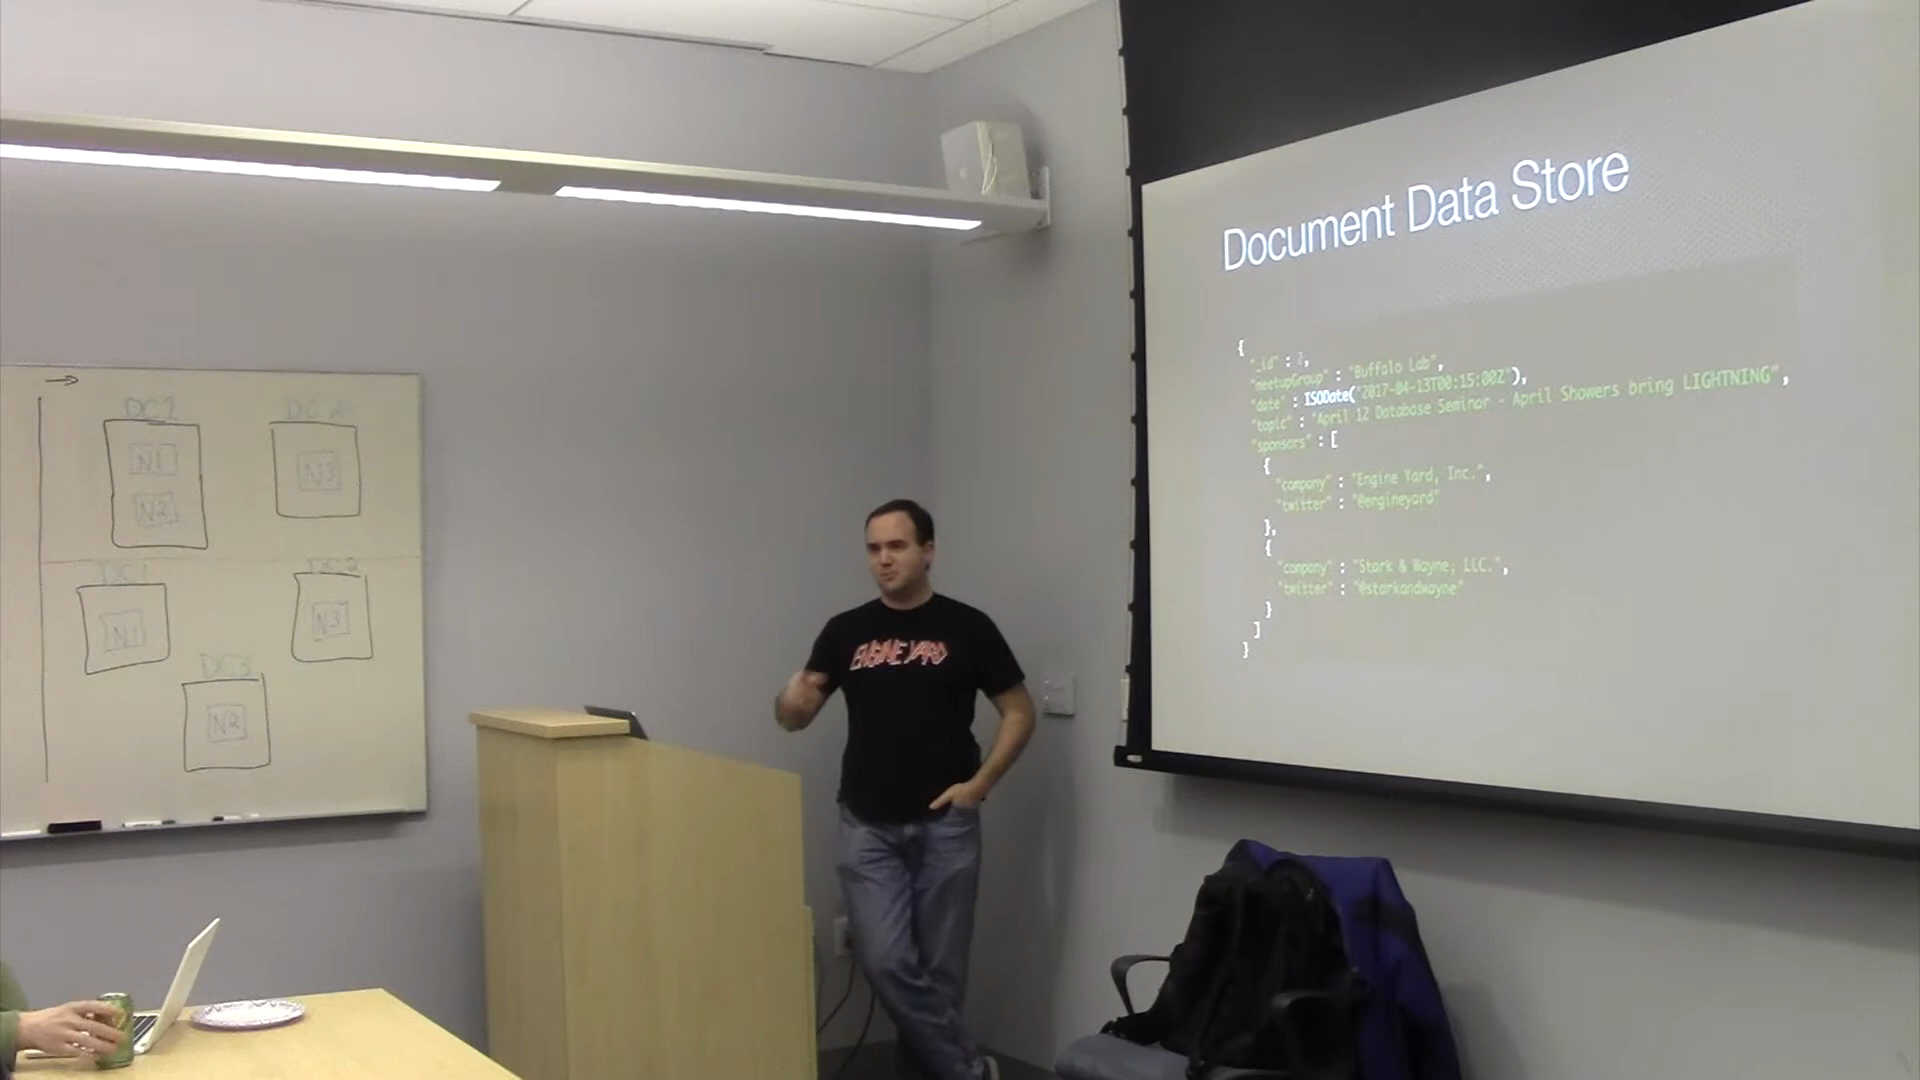 →
DC1 DC2
N1
N2
N3
DC1 DC2
N1
N3
DC3
N2
ENGINE YARD
Document Data Store
{
"_id" : 2,
"meetupGroup" : "Buffalo Lab",
"date" : ISODate("2017-04-13T00:15:00Z"),
"topic" : "April 12 Database Seminar - April Showers bring LIGHTNING",
"sponsors" : [
{
"company" : "Engine Yard, Inc.",
"twitter" : "@engineyard"
},
{
"company" : "Stark & Wayne, LLC.",
"twitter" : "@starkandwayne"
}
]
}